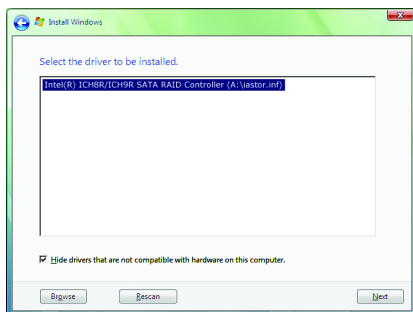 Install Windows
Select the driver to be installed.
Intel(R) ICH8R/ICH9R SATA RAID Controller (A:\iastor.inf)
Hide drivers that are not compatible with hardware on this computer.
Browse
Rescan
Next